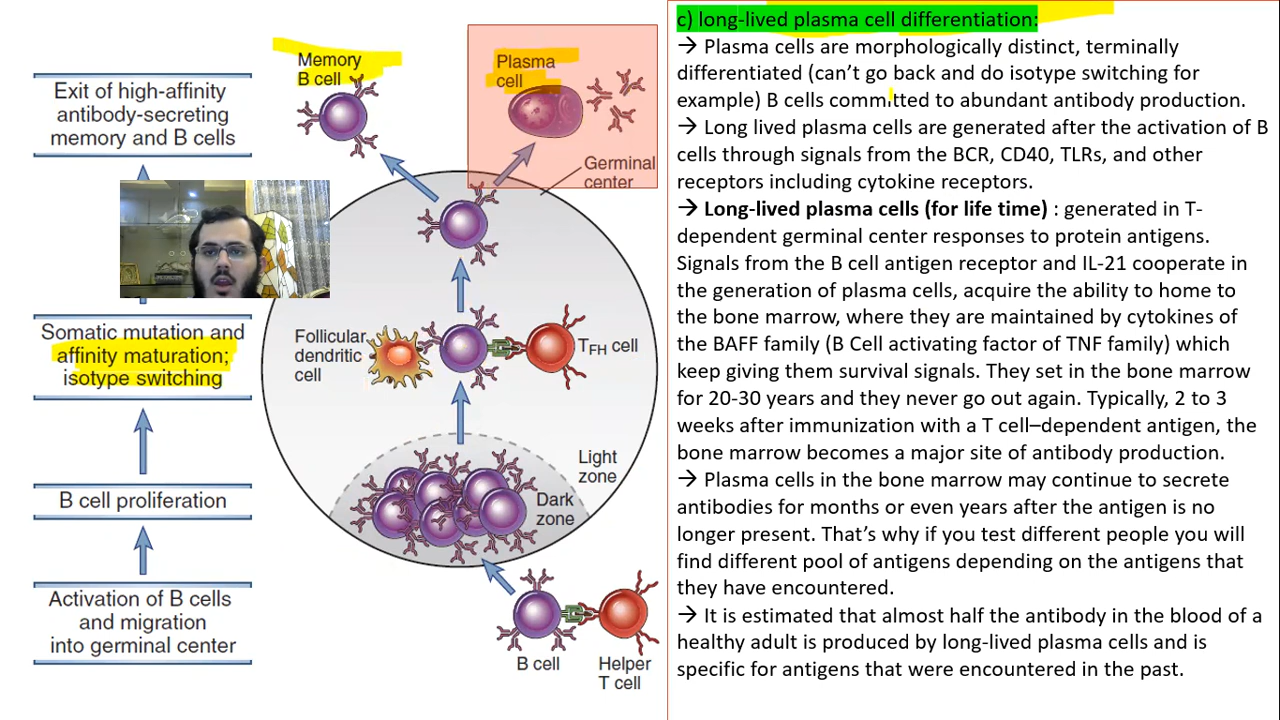 Exit of high-affinity
antibody-secreting
memory and B cells
Somatic mutation and
affinity maturation;
isotype switching
B cell proliferation
Activation of B cells
and migration
into germinal center
Memory
B cell
Plasma
cell
Germinal
center
Follicular
dendritic
cell
TFH cell
Light
zone
Dark
zone
B cell
Helper
T cell
c) long-lived plasma cell differentiation:
→ Plasma cells are morphologically distinct, terminally
differentiated (can’t go back and do isotype switching for
example) B cells committed to abundant antibody production.
→ Long lived plasma cells are generated after the activation of B
cells through signals from the BCR, CD40, TLRs, and other
receptors including cytokine receptors.
→ Long-lived plasma cells (for life time) : generated in T-
dependent germinal center responses to protein antigens.
Signals from the B cell antigen receptor and IL-21 cooperate in
the generation of plasma cells, acquire the ability to home to
the bone marrow, where they are maintained by cytokines of
the BAFF family (B Cell activating factor of TNF family) which
keep giving them survival signals. They set in the bone marrow
for 20-30 years and they never go out again. Typically, 2 to 3
weeks after immunization with a T cell–dependent antigen, the
bone marrow becomes a major site of antibody production.
→ Plasma cells in the bone marrow may continue to secrete
antibodies for months or even years after the antigen is no
longer present. That’s why if you test different people you will
find different pool of antigens depending on the antigens that
they have encountered.
→ It is estimated that almost half the antibody in the blood of a
healthy adult is produced by long-lived plasma cells and is
specific for antigens that were encountered in the past.